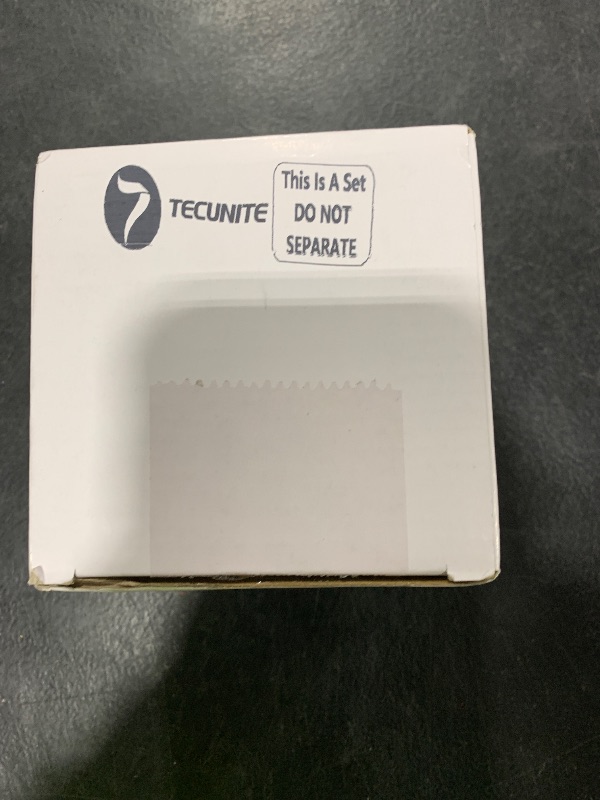 TECUNITE
This Is A Set
DO NOT
SEPARATE